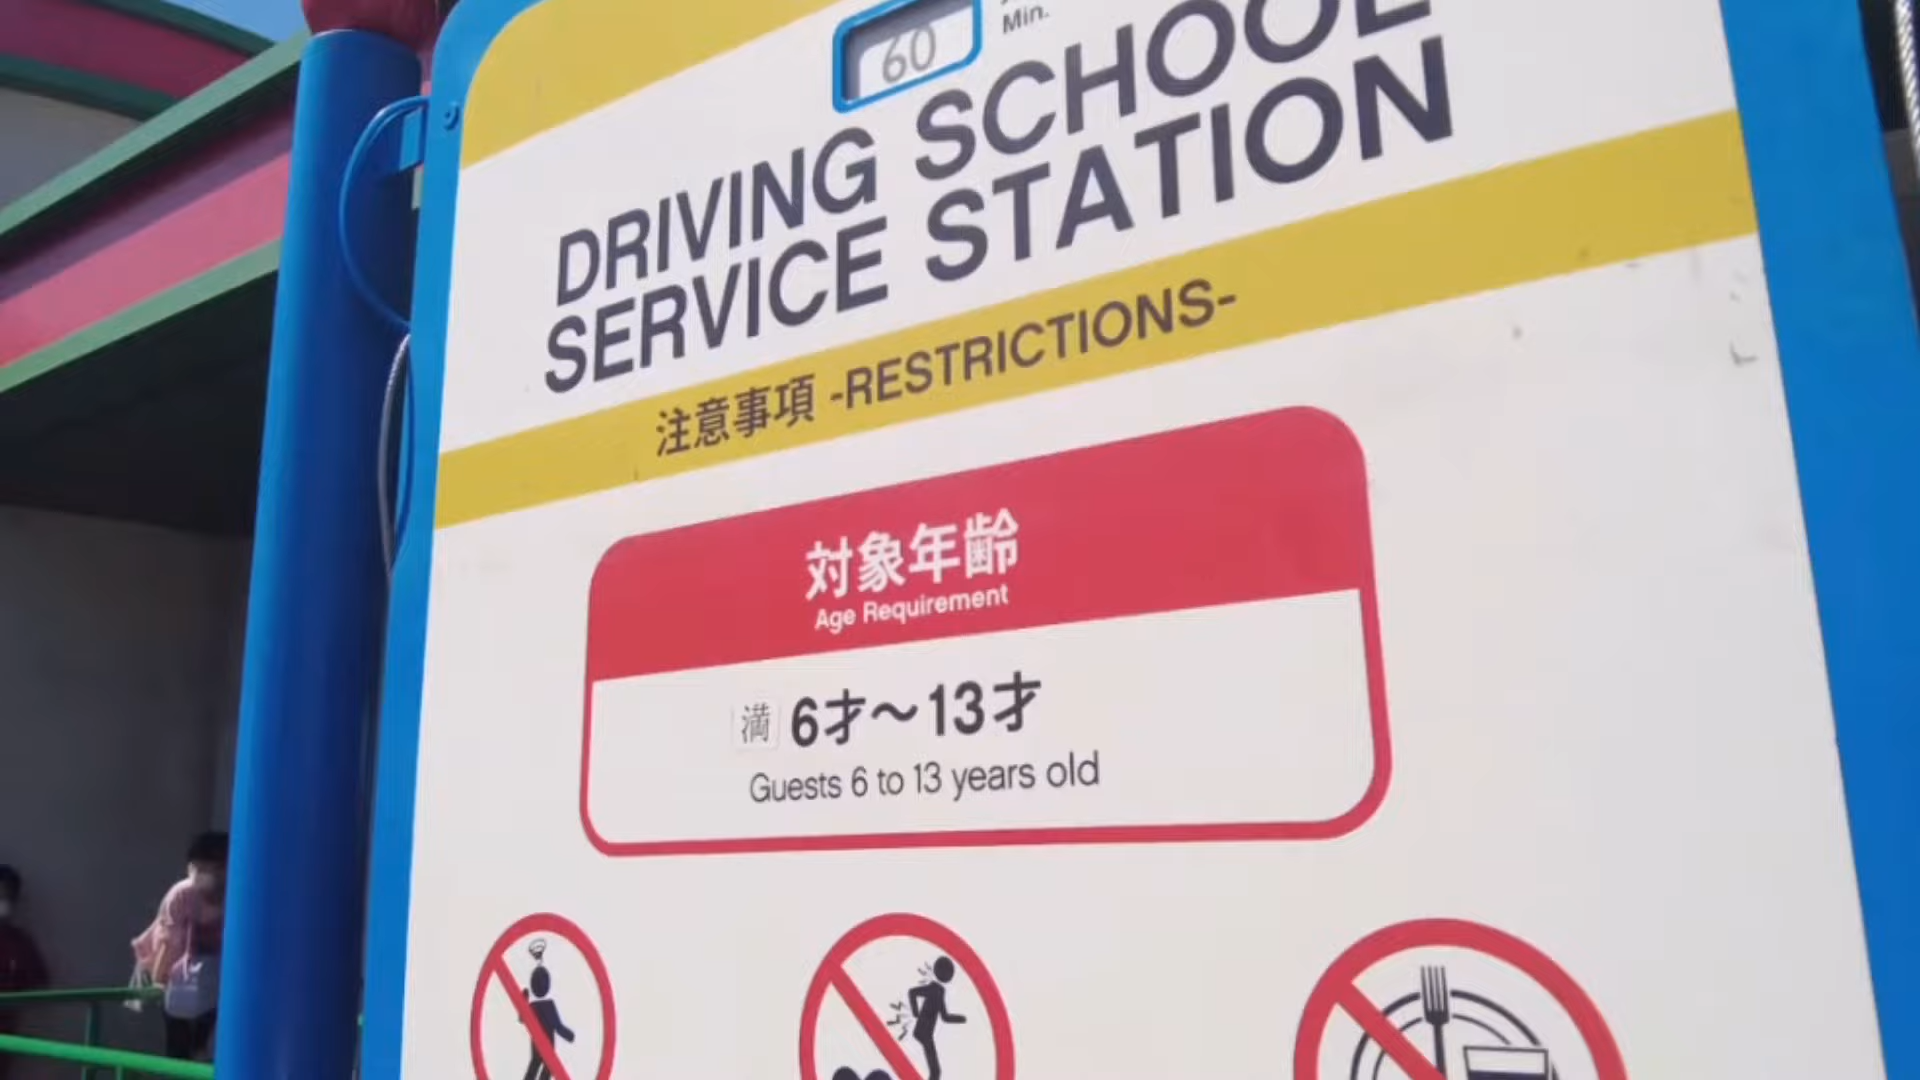 60
Min.
DRIVING SCHOOL
SERVICE STATION
注意事項 -RESTRICTIONS-
対象年齢
Age Requirement
満 6才～13才
Guests 6 to 13 years old